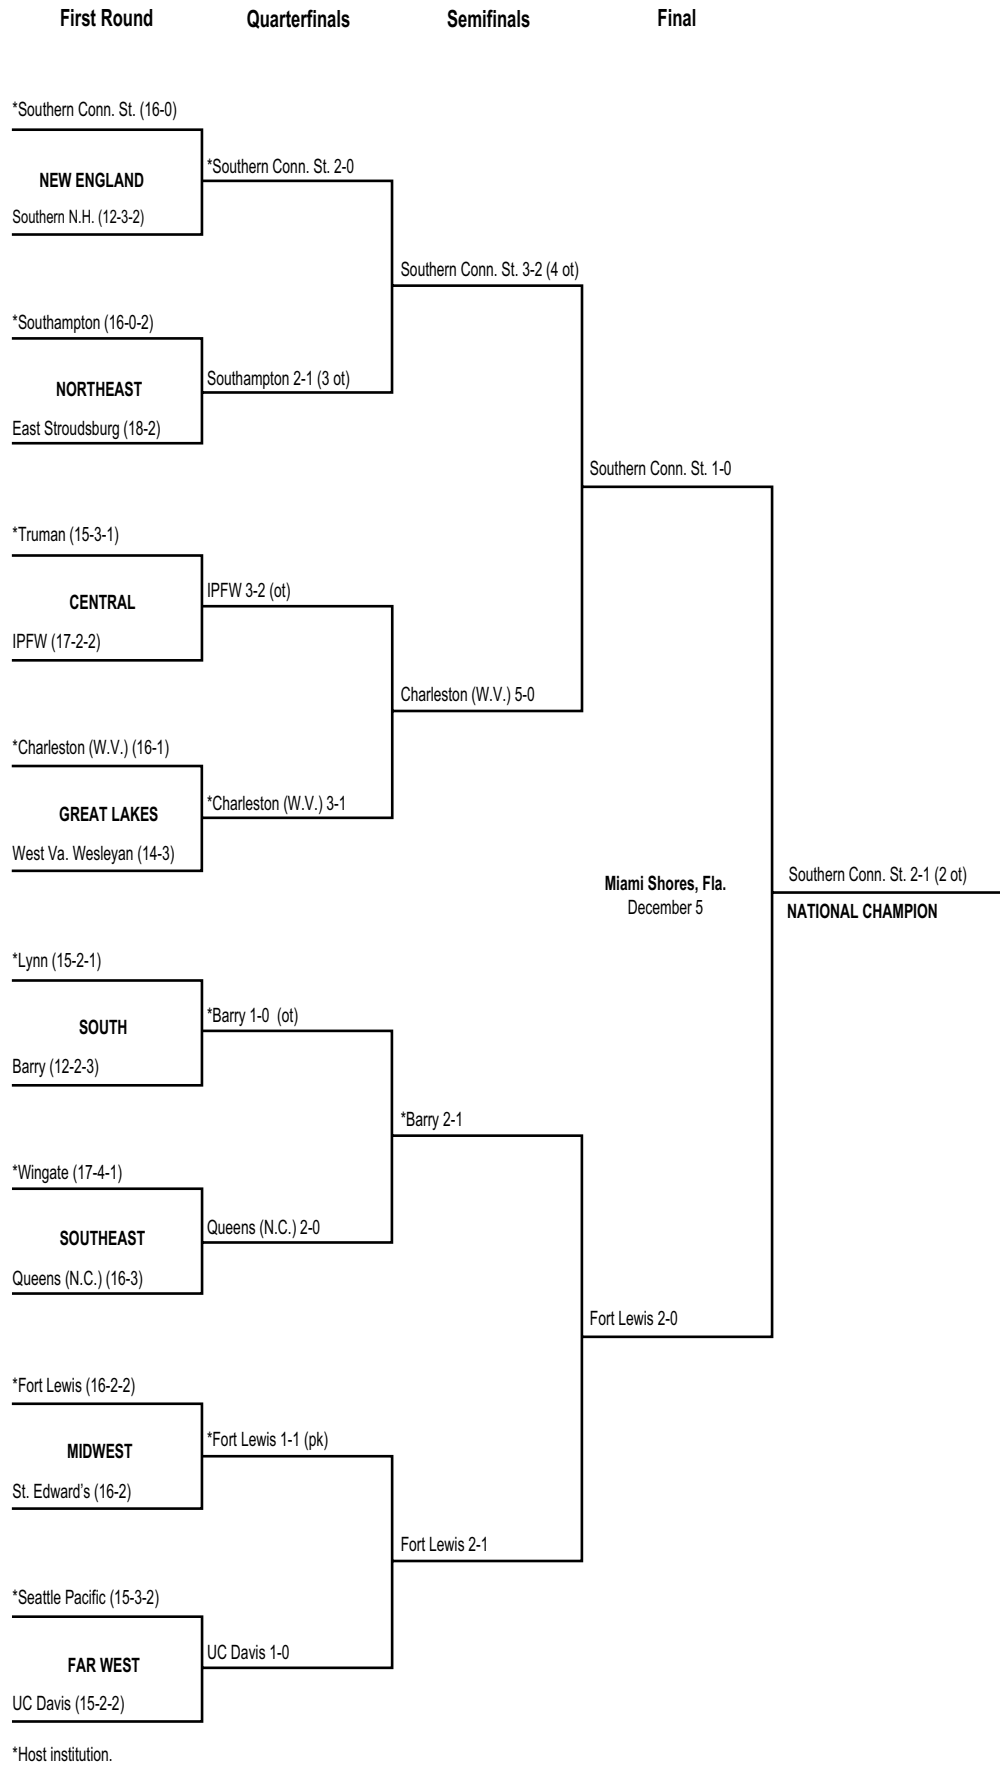 First Round Quarterfinals Semifinals Final
*Southern Conn. St. (16-0)
*Southern Conn. St. 2-0
NEW ENGLAND
Southern N.H. (12-3-2)
Southern Conn. St. 3-2 (4 ot)
*Southampton (16-0-2)
Southampton 2-1 (3 ot)
NORTHEAST
East Stroudsburg (18-2)
Southern Conn. St. 1-0
*Truman (15-3-1)
IPFW 3-2 (ot)
CENTRAL
IPFW (17-2-2)
Charleston (W.V.) 5-0
*Charleston (W.V.) (16-1)
*Charleston (W.V.) 3-1
GREAT LAKES
West Va. Wesleyan (14-3)
Southern Conn. St. 2-1 (2 ot)
Miami Shores, Fla.
December 5
NATIONAL CHAMPION
*Lynn (15-2-1)
*Barry 1-0  (ot)
SOUTH
Barry (12-2-3)
*Barry 2-1
*Wingate (17-4-1)
Queens (N.C.) 2-0
SOUTHEAST
Queens (N.C.) (16-3)
Fort Lewis 2-0
*Fort Lewis (16-2-2)
*Fort Lewis 1-1 (pk)
MIDWEST
St. Edward's (16-2)
Fort Lewis 2-1
*Seattle Pacific (15-3-2)
UC Davis 1-0
FAR WEST
UC Davis (15-2-2)
*Host institution.